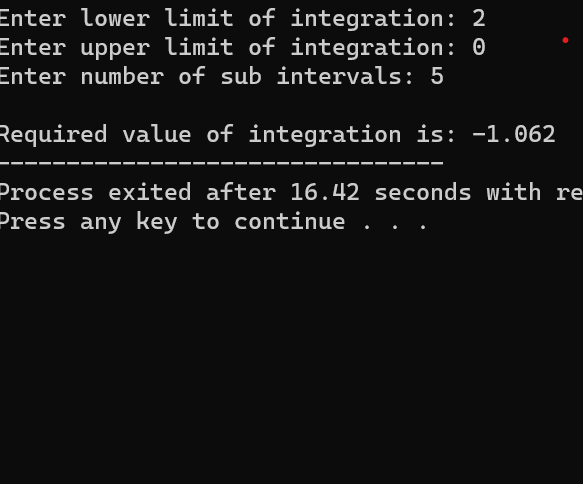 Enter lower limit of integration: 2
Enter upper limit of integration: 0
Enter number of sub intervals: 5
Required value of integration is: -1.062
--------------------------------
Process exited after 16.42 seconds with re
Press any key to continue . . .